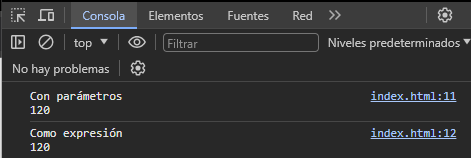 Consola Elementos Fuentes Red
top Filtrar Niveles predeterminados
No hay problemas
Con parámetros index.html:11
120
Como expresión index.html:12
120